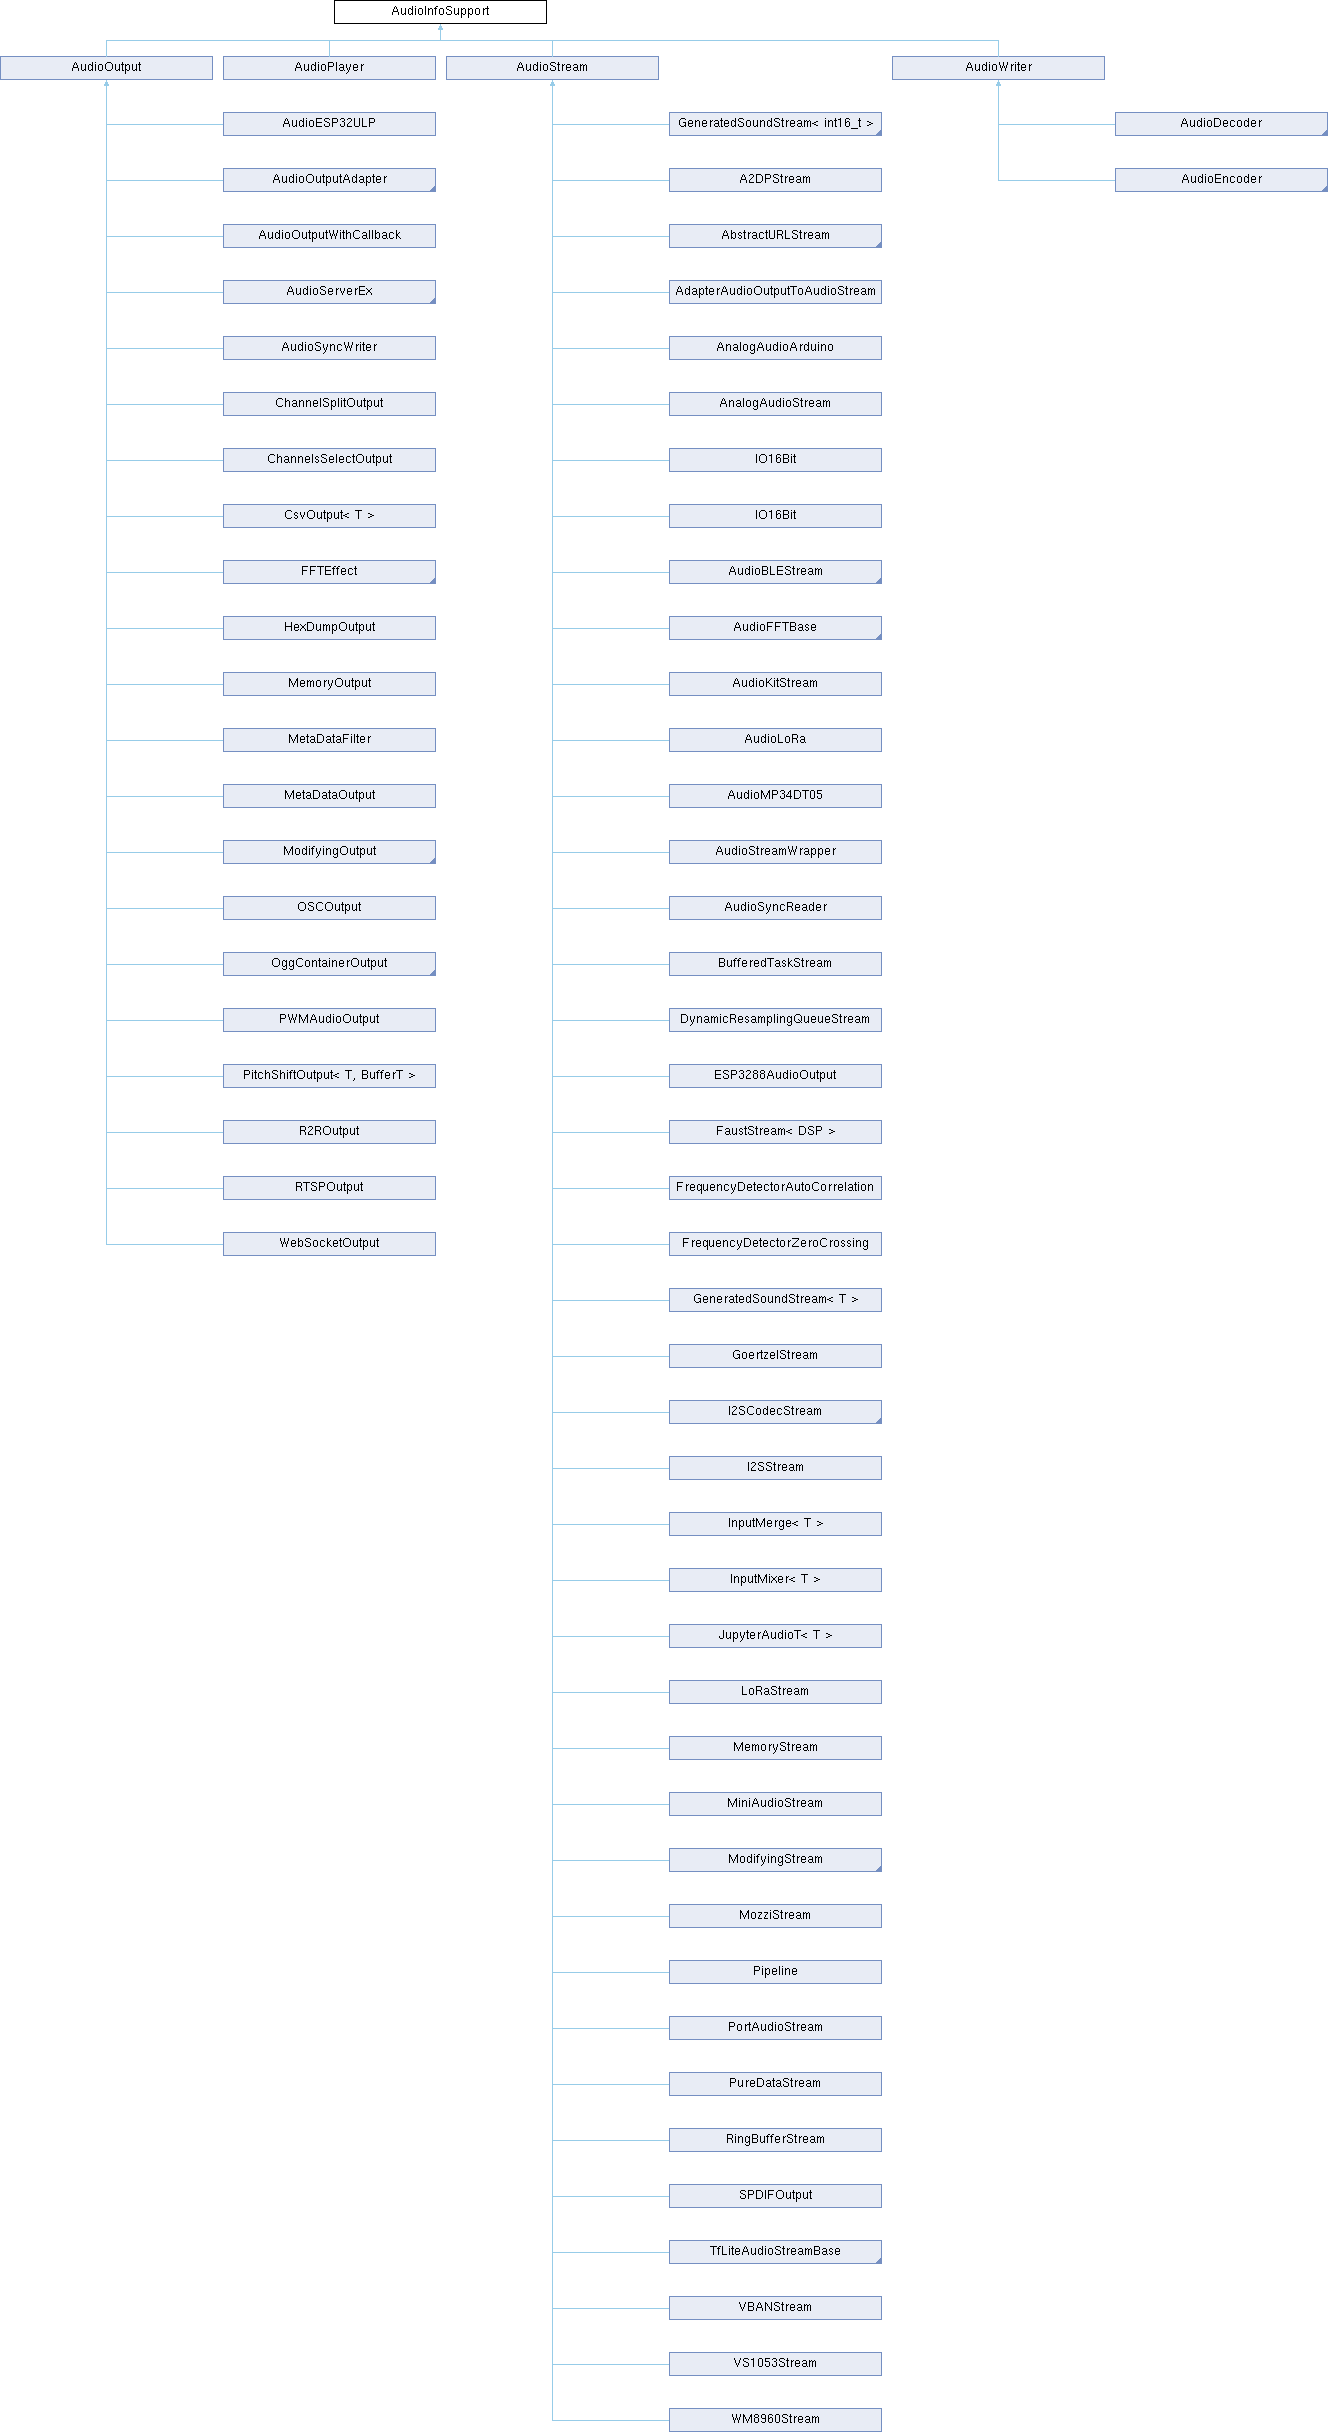 AudioInfoSupport
AudioOutput
AudioPlayer
AudioStream
AudioWriter
AudioESP32ULP
GeneratedSoundStream< int16_t >
AudioDecoder
AudioOutputAdapter
A2DPStream
AudioEncoder
AudioOutputWithCallback
AbstractURLStream
AudioServerEx
AdapterAudioOutputToAudioStream
AudioSyncWriter
AnalogAudioArduino
ChannelSplitOutput
AnalogAudioStream
ChannelsSelectOutput
IO16Bit
CsvOutput< T >
IO16Bit
FFTEffect
AudioBLEStream
HexDumpOutput
AudioFFTBase
MemoryOutput
AudioKitStream
MetaDataFilter
AudioLoRa
MetaDataOutput
AudioMP34DT05
ModifyingOutput
AudioStreamWrapper
OSCOutput
AudioSyncReader
OggContainerOutput
BufferedTaskStream
PWMAudioOutput
DynamicResamplingQueueStream
PitchShiftOutput< T, BufferT >
ESP3288AudioOutput
R2ROutput
FaustStream< DSP >
RTSPOutput
FrequencyDetectorAutoCorrelation
WebSocketOutput
FrequencyDetectorZeroCrossing
GeneratedSoundStream< T >
GoertzelStream
I2SCodecStream
I2SStream
InputMerge< T >
InputMixer< T >
JupyterAudioT< T >
LoRaStream
MemoryStream
MiniAudioStream
ModifyingStream
MozziStream
Pipeline
PortAudioStream
PureDataStream
RingBufferStream
SPDIFOutput
TfLiteAudioStreamBase
VBANStream
VS1053Stream
WM8960Stream